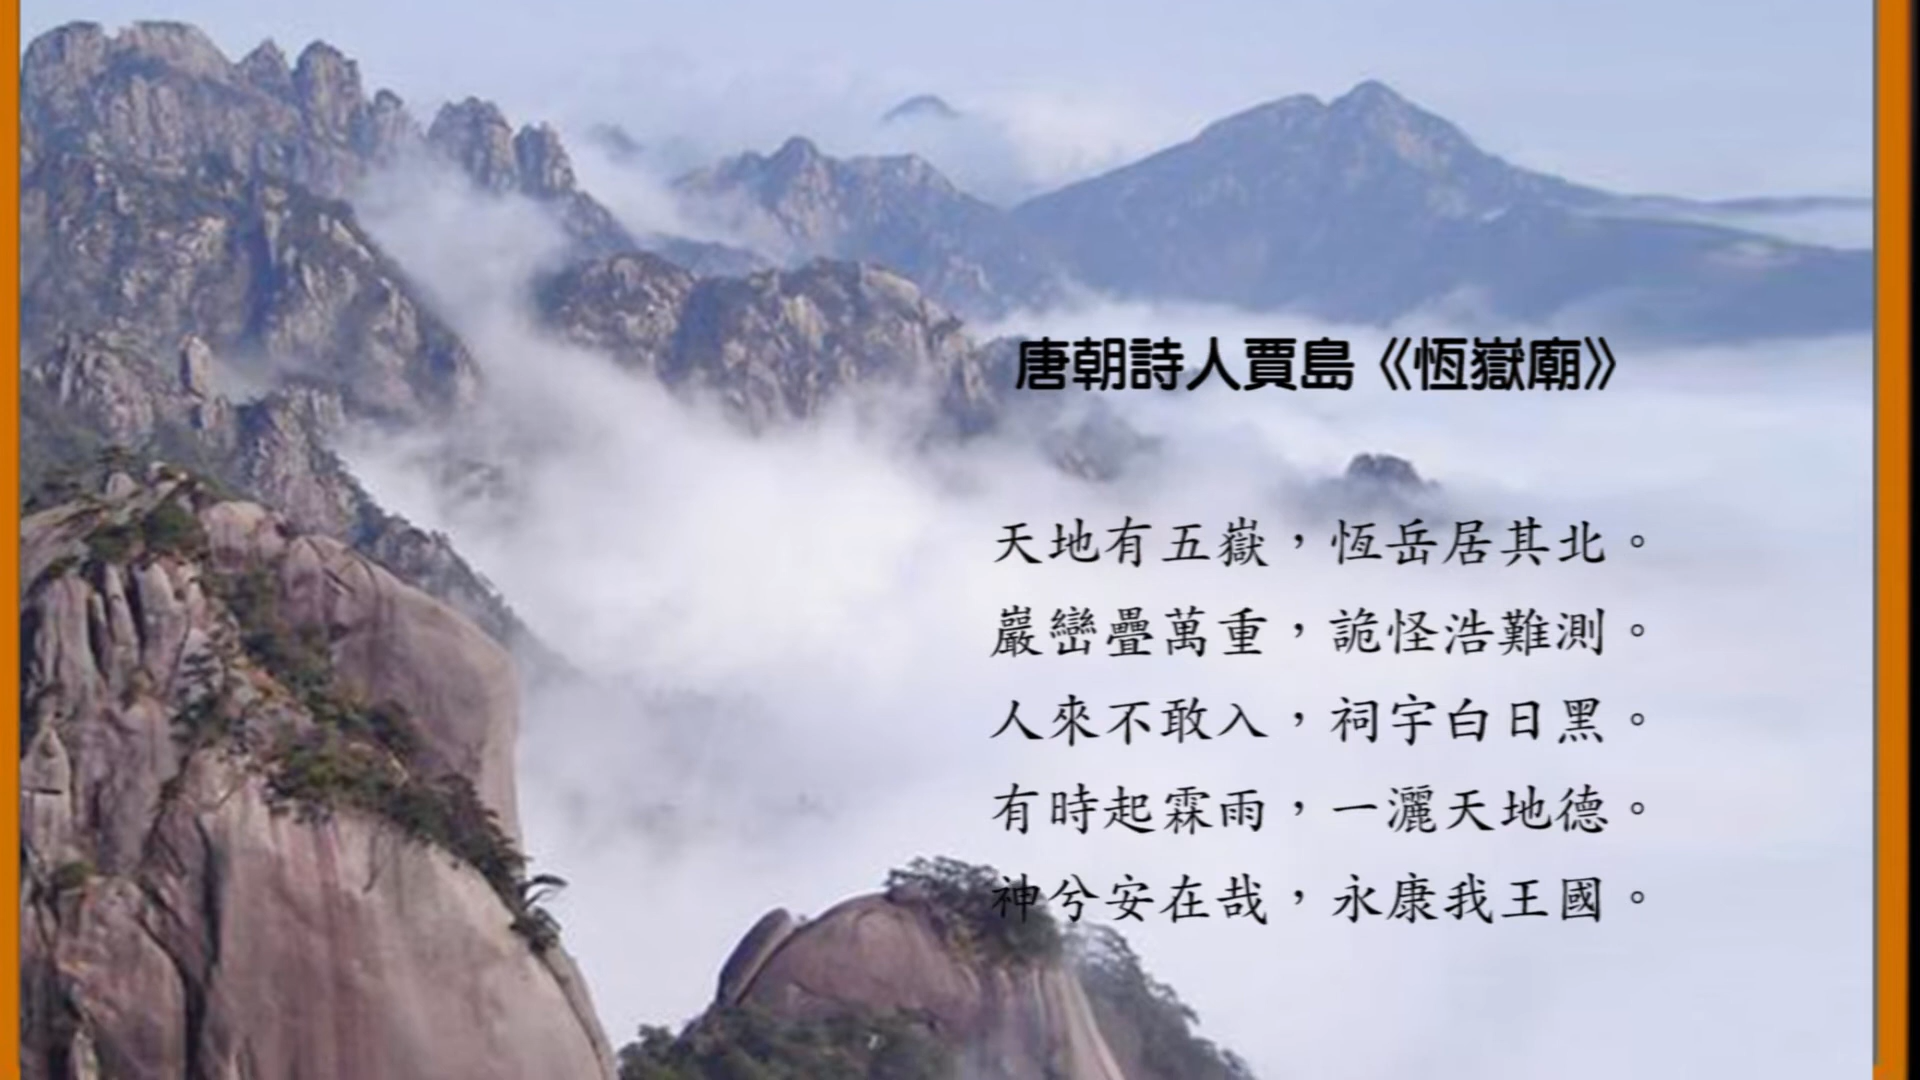 唐朝詩人賈島《恆嶽廟》
天地有五嶽，恆岳居其北。
巖巒疊萬重，詭怪浩難測。
人來不敢入，祠宇白日黑。
有時起霖雨，一灑天地德。
神兮安在哉，永康我王國。